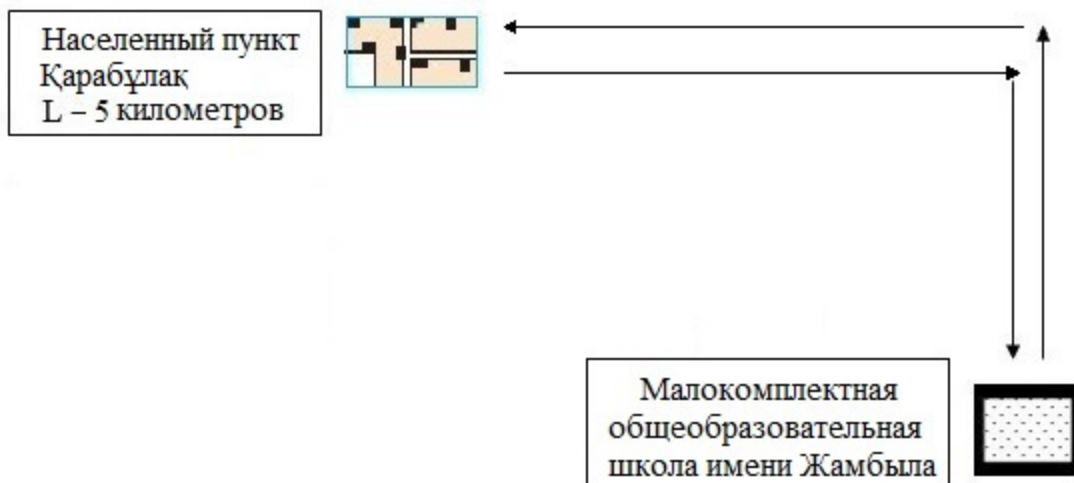 Населенный пункт
Қарабұлақ
L – 5 километров
Малокомплектная
общеобразовательная
школа имени Жамбыла